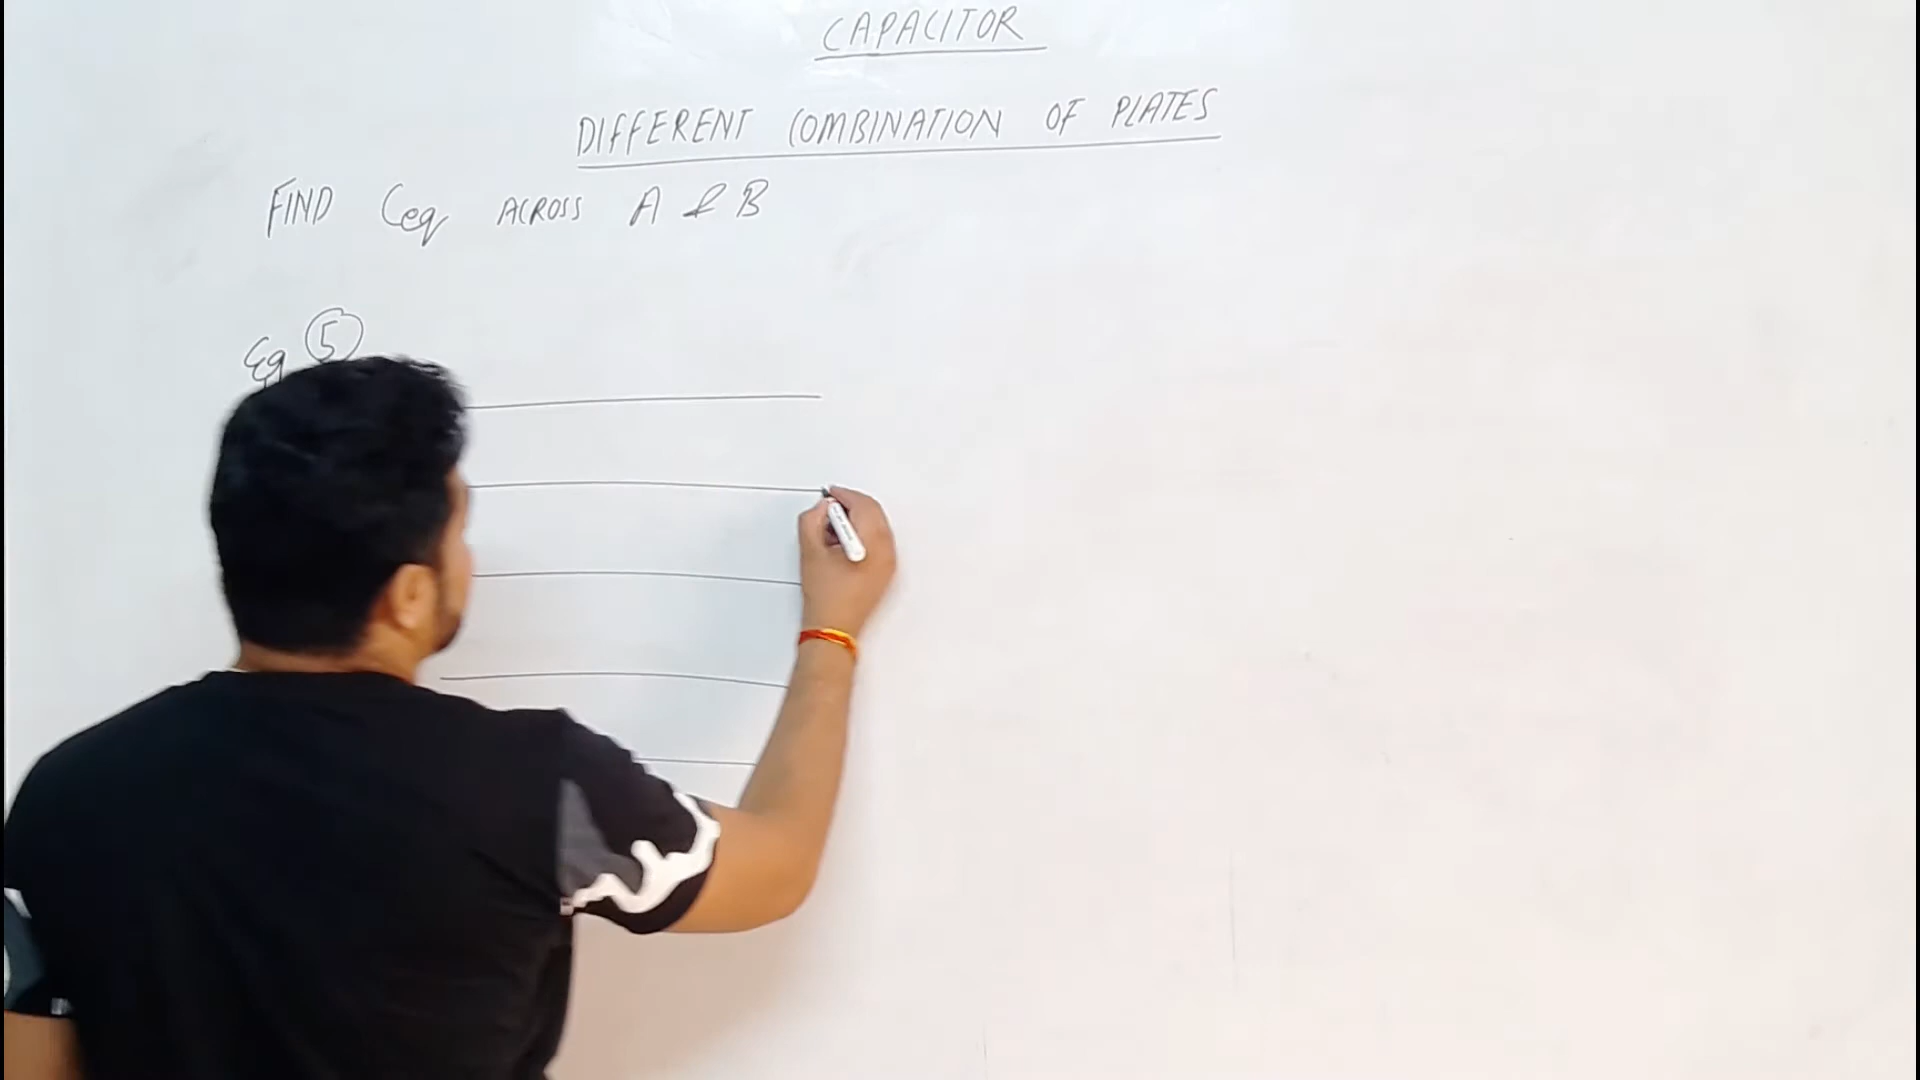 CAPACITOR
DIFFERENT COMBINATION OF PLATES
FIND Ceq ACROSS A & B
Eg 5